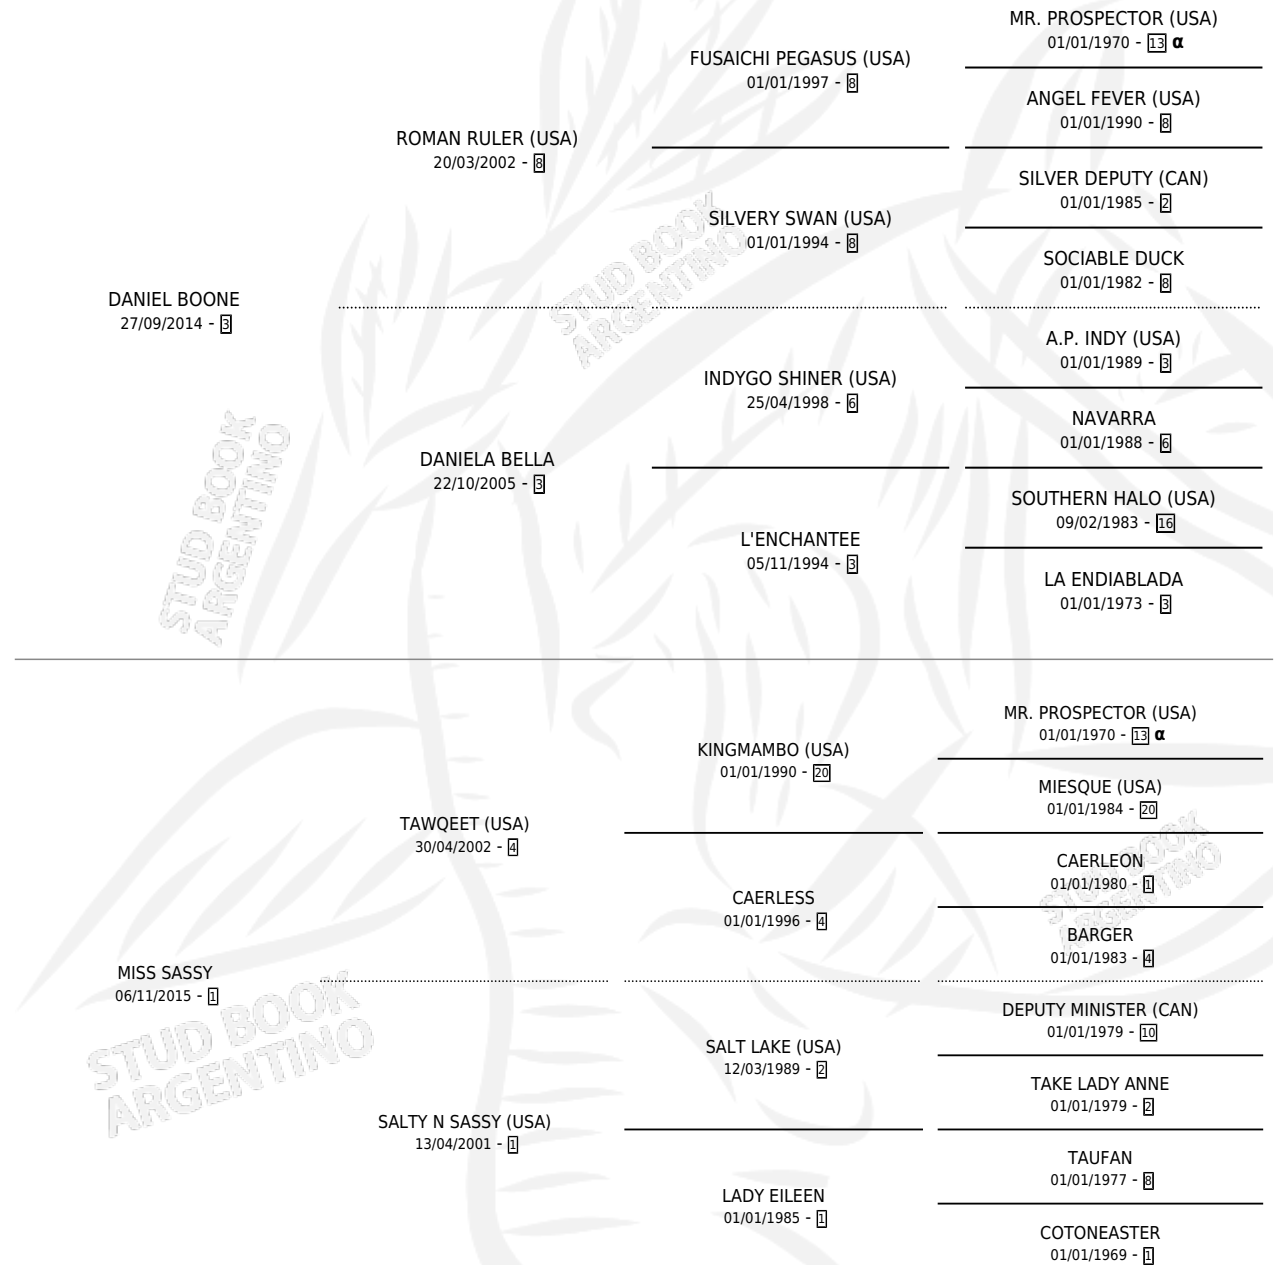 MR. PROSPECTOR (USA)
01/01/1970 - 13 α
FUSAICHI PEGASUS (USA)
01/01/1997 - 8
ANGEL FEVER (USA)
01/01/1990 - 8
ROMAN RULER (USA)
20/03/2002 - 8
SILVER DEPUTY (CAN)
01/01/1985 - 2
SILVERY SWAN (USA)
01/01/1994 - 8
SOCIABLE DUCK
01/01/1982 - 8
DANIEL BOONE
27/09/2014 - 3
A.P. INDY (USA)
01/01/1989 - 3
INDYGO SHINER (USA)
25/04/1998 - 6
NAVARRA
01/01/1988 - 6
DANIELA BELLA
22/10/2005 - 3
SOUTHERN HALO (USA)
09/02/1983 - 16
L'ENCHANTEE
05/11/1994 - 3
LA ENDIABLADA
01/01/1973 - 3
MR. PROSPECTOR (USA)
01/01/1970 - 13 α
KINGMAMBO (USA)
01/01/1990 - 20
MIESQUE (USA)
01/01/1984 - 20
TAWQEET (USA)
30/04/2002 - 4
CAERLEON
01/01/1980 - 1
CAERLESS
01/01/1996 - 4
BARGER
01/01/1983 - 4
MISS SASSY
06/11/2015 - 1
DEPUTY MINISTER (CAN)
01/01/1979 - 10
SALT LAKE (USA)
12/03/1989 - 2
TAKE LADY ANNE
01/01/1979 - 2
SALTY N SASSY (USA)
13/04/2001 - 1
TAUFAN
01/01/1977 - 8
LADY EILEEN
01/01/1985 - 1
COTONEASTER
01/01/1969 - 1
STUD BOOK
ARGENTINO
STUD BOOK
ARGENTINO
STUD BOOK
ARGENTINO
STUD BOOK
ARGENTINO